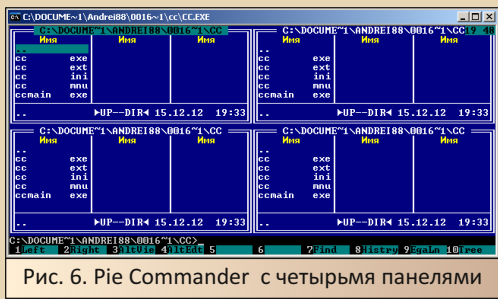 C:\DOCUME~1\Andrei88\0016~1\cc\CC.EXE
C:\DOCUME~1\ANDREI88\0016~1\CC C:\DOCUME~1\ANDREI88\0016~1\CC 19 48
Имя Имя Имя Имя Имя Имя
.. ..
cc exe cc exe
cc ext cc ext
cc ini cc ini
cc mnu cc mnu
ccmain exe ccmain exe
.. ►UP--DIR◄ 15.12.12 19:33 .. ►UP--DIR◄ 15.12.12 19:33
C:\DOCUME~1\ANDREI88\0016~1\CC C:\DOCUME~1\ANDREI88\0016~1\CC
Имя Имя Имя Имя Имя Имя
.. ..
cc exe cc exe
cc ext cc ext
cc ini cc ini
cc mnu cc mnu
ccmain exe ccmain exe
.. ►UP--DIR◄ 15.12.12 19:33 .. ►UP--DIR◄ 15.12.12 19:33
C:\DOCUME~1\ANDREI88\0016~1\CC>_
1Left 2Right 3AltVie 4AltEdt 5 6 7Find 8Histry 9EgaLn 10Tree
Рис. 6. Pie Commander с четырьмя панелями